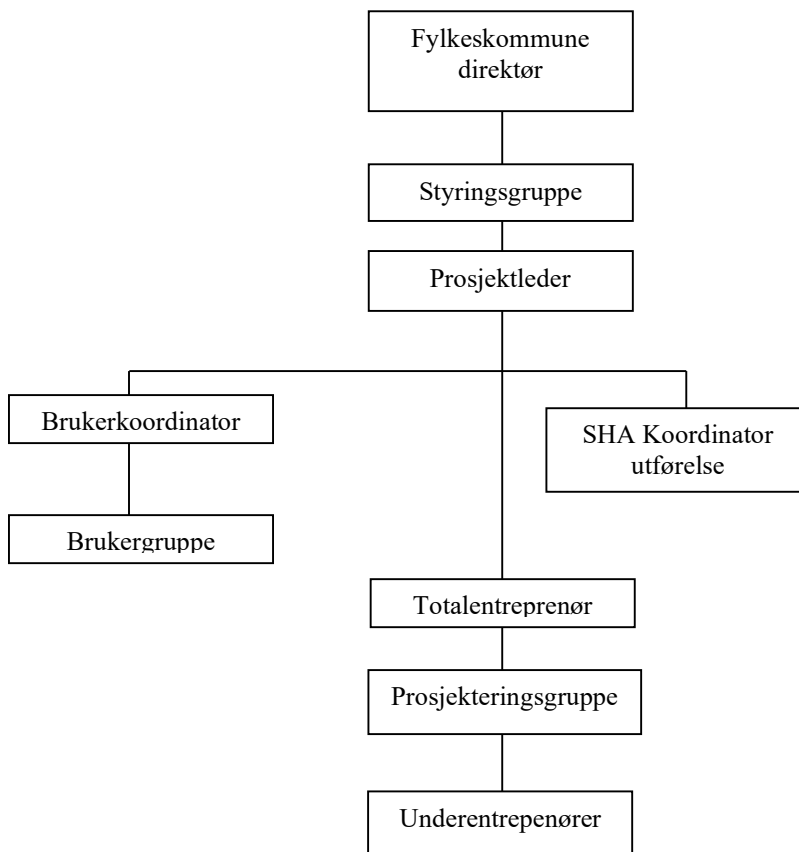 Fylkeskommune
direktør
Styringsgruppe
Prosjektleder
Brukerkoordinator
SHA Koordinator
utførelse
Brukergruppe
Totalentreprenør
Prosjekteringsgruppe
Underentrepenører